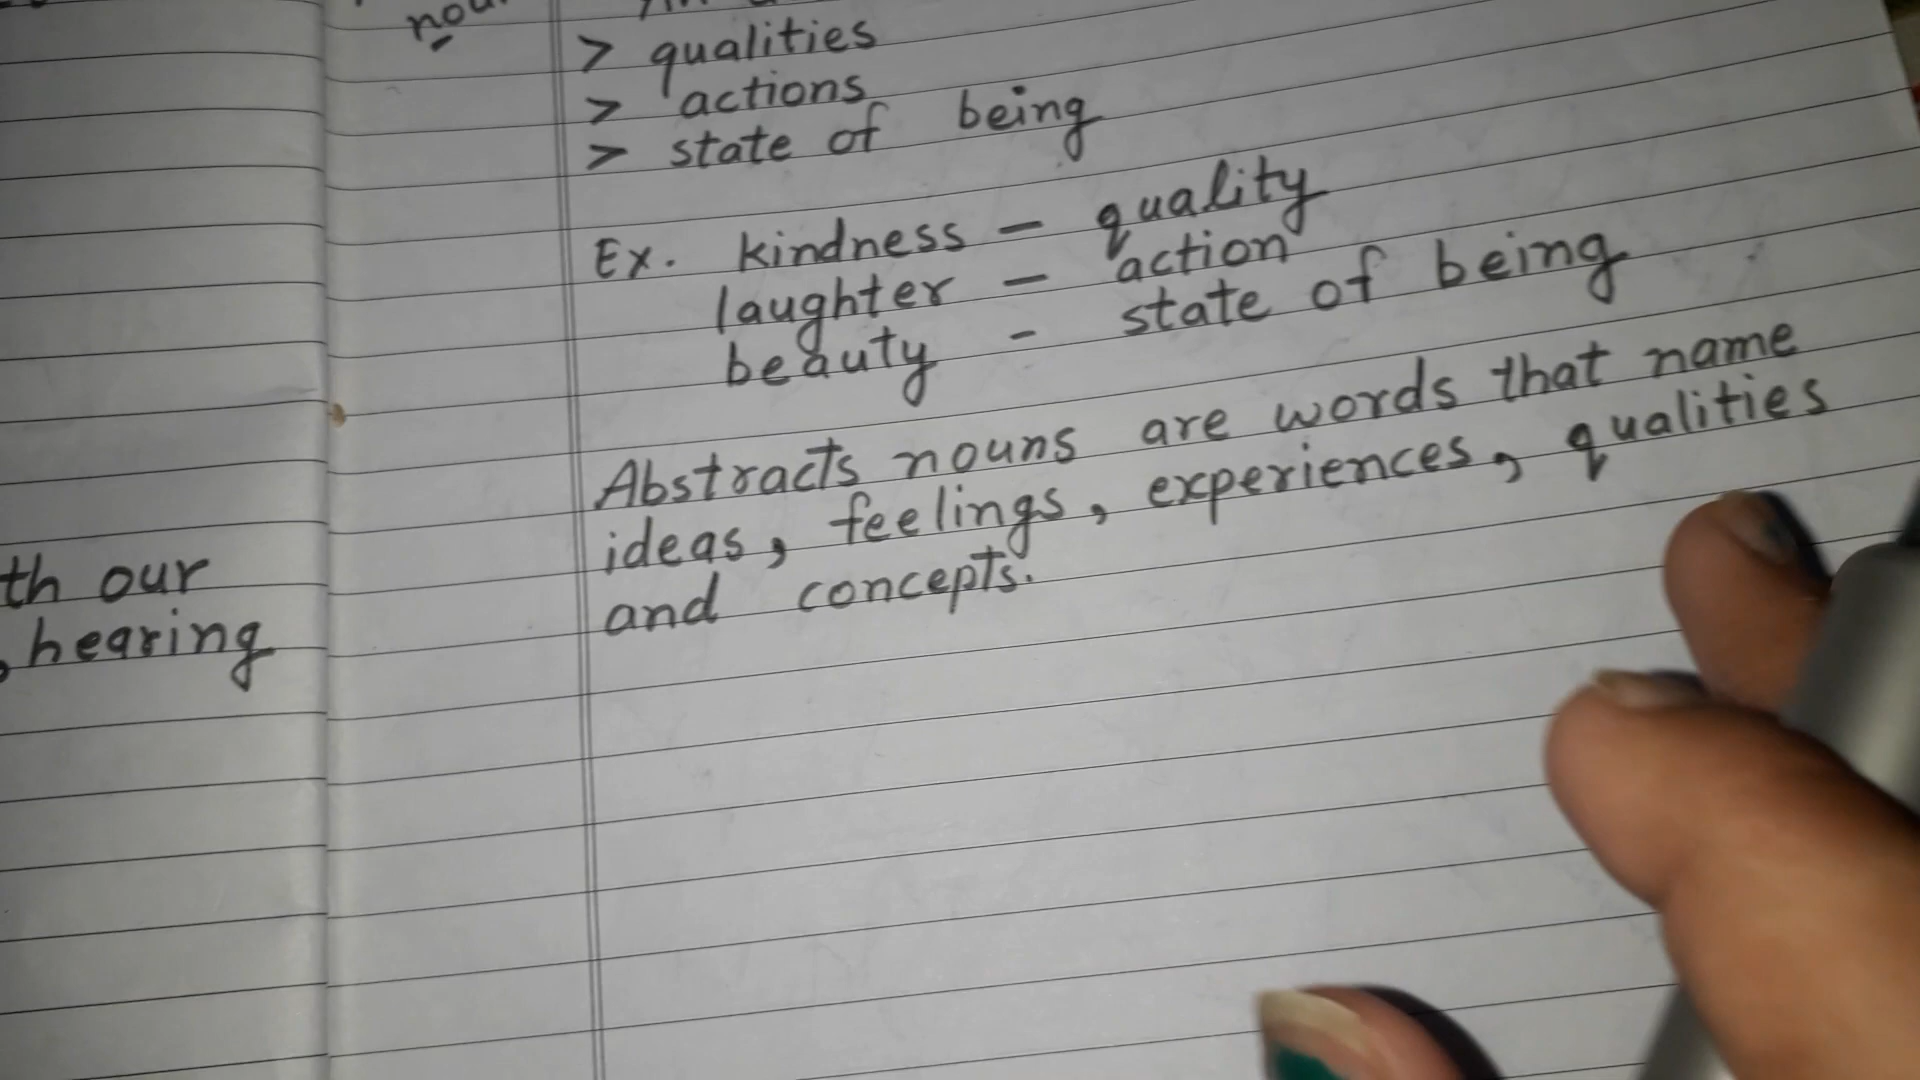 > qualities
> actions
> state of being
Ex. kindness - quality
laughter - action
beauty - state of being
Abstracts nouns are words that name
ideas, feelings, experiences, qualities
and concepts.
th our
, hearing